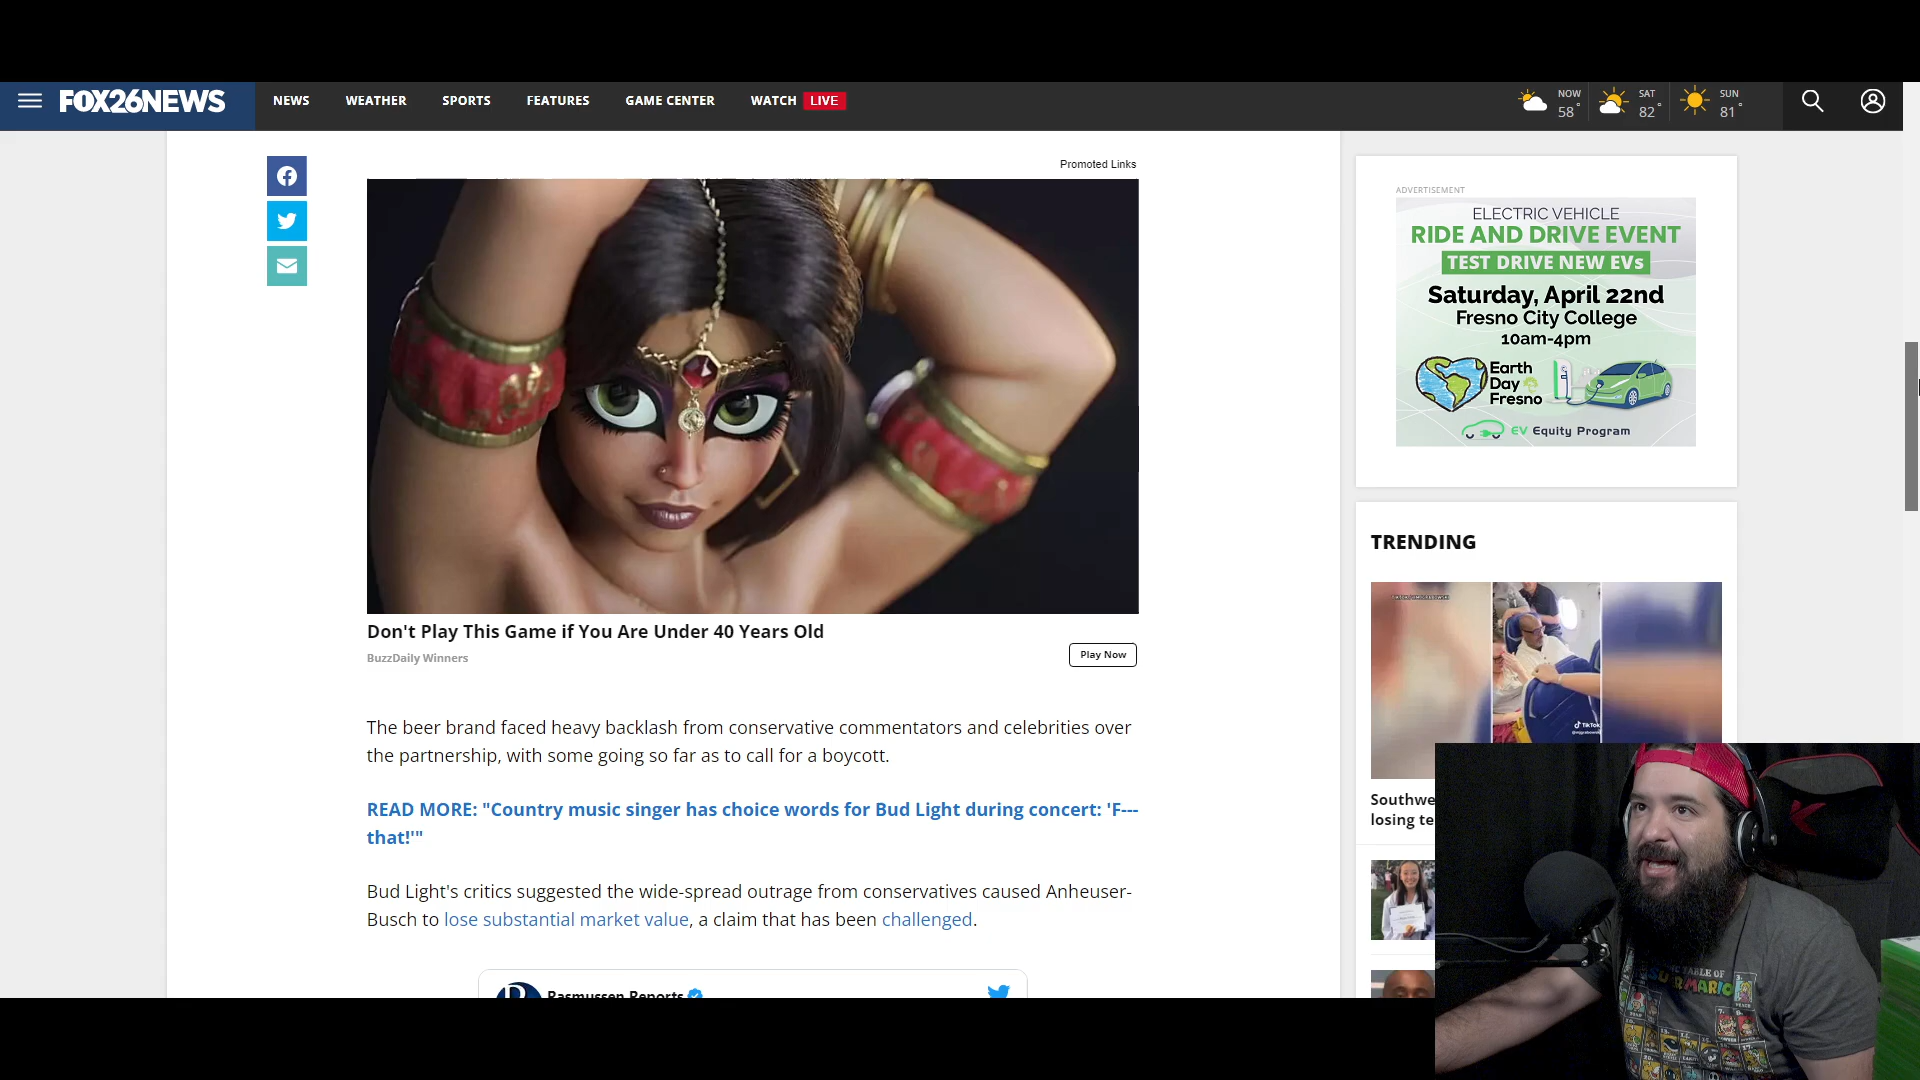 FOX26NEWS
NEWS
WEATHER
SPORTS
FEATURES
GAME CENTER
WATCH LIVE
NOW
58°
SAT
82°
SUN
81°
Promoted Links
Don't Play This Game if You Are Under 40 Years Old
BuzzDaily Winners
Play Now
The beer brand faced heavy backlash from conservative commentators and celebrities over
the partnership, with some going so far as to call for a boycott.
READ MORE: "Country music singer has choice words for Bud Light during concert: 'F---
that!'"
Bud Light's critics suggested the wide-spread outrage from conservatives caused Anheuser-
Busch to lose substantial market value, a claim that has been challenged.
Rasmussen Reports
ADVERTISEMENT
ELECTRIC VEHICLE
RIDE AND DRIVE EVENT
TEST DRIVE NEW EVs
Saturday, April 22nd
Fresno City College
10am-4pm
Earth
Day
Fresno
EV Equity Program
TRENDING
TikTok
Southwe
losing te
TABLE OF
SUPER MARIO